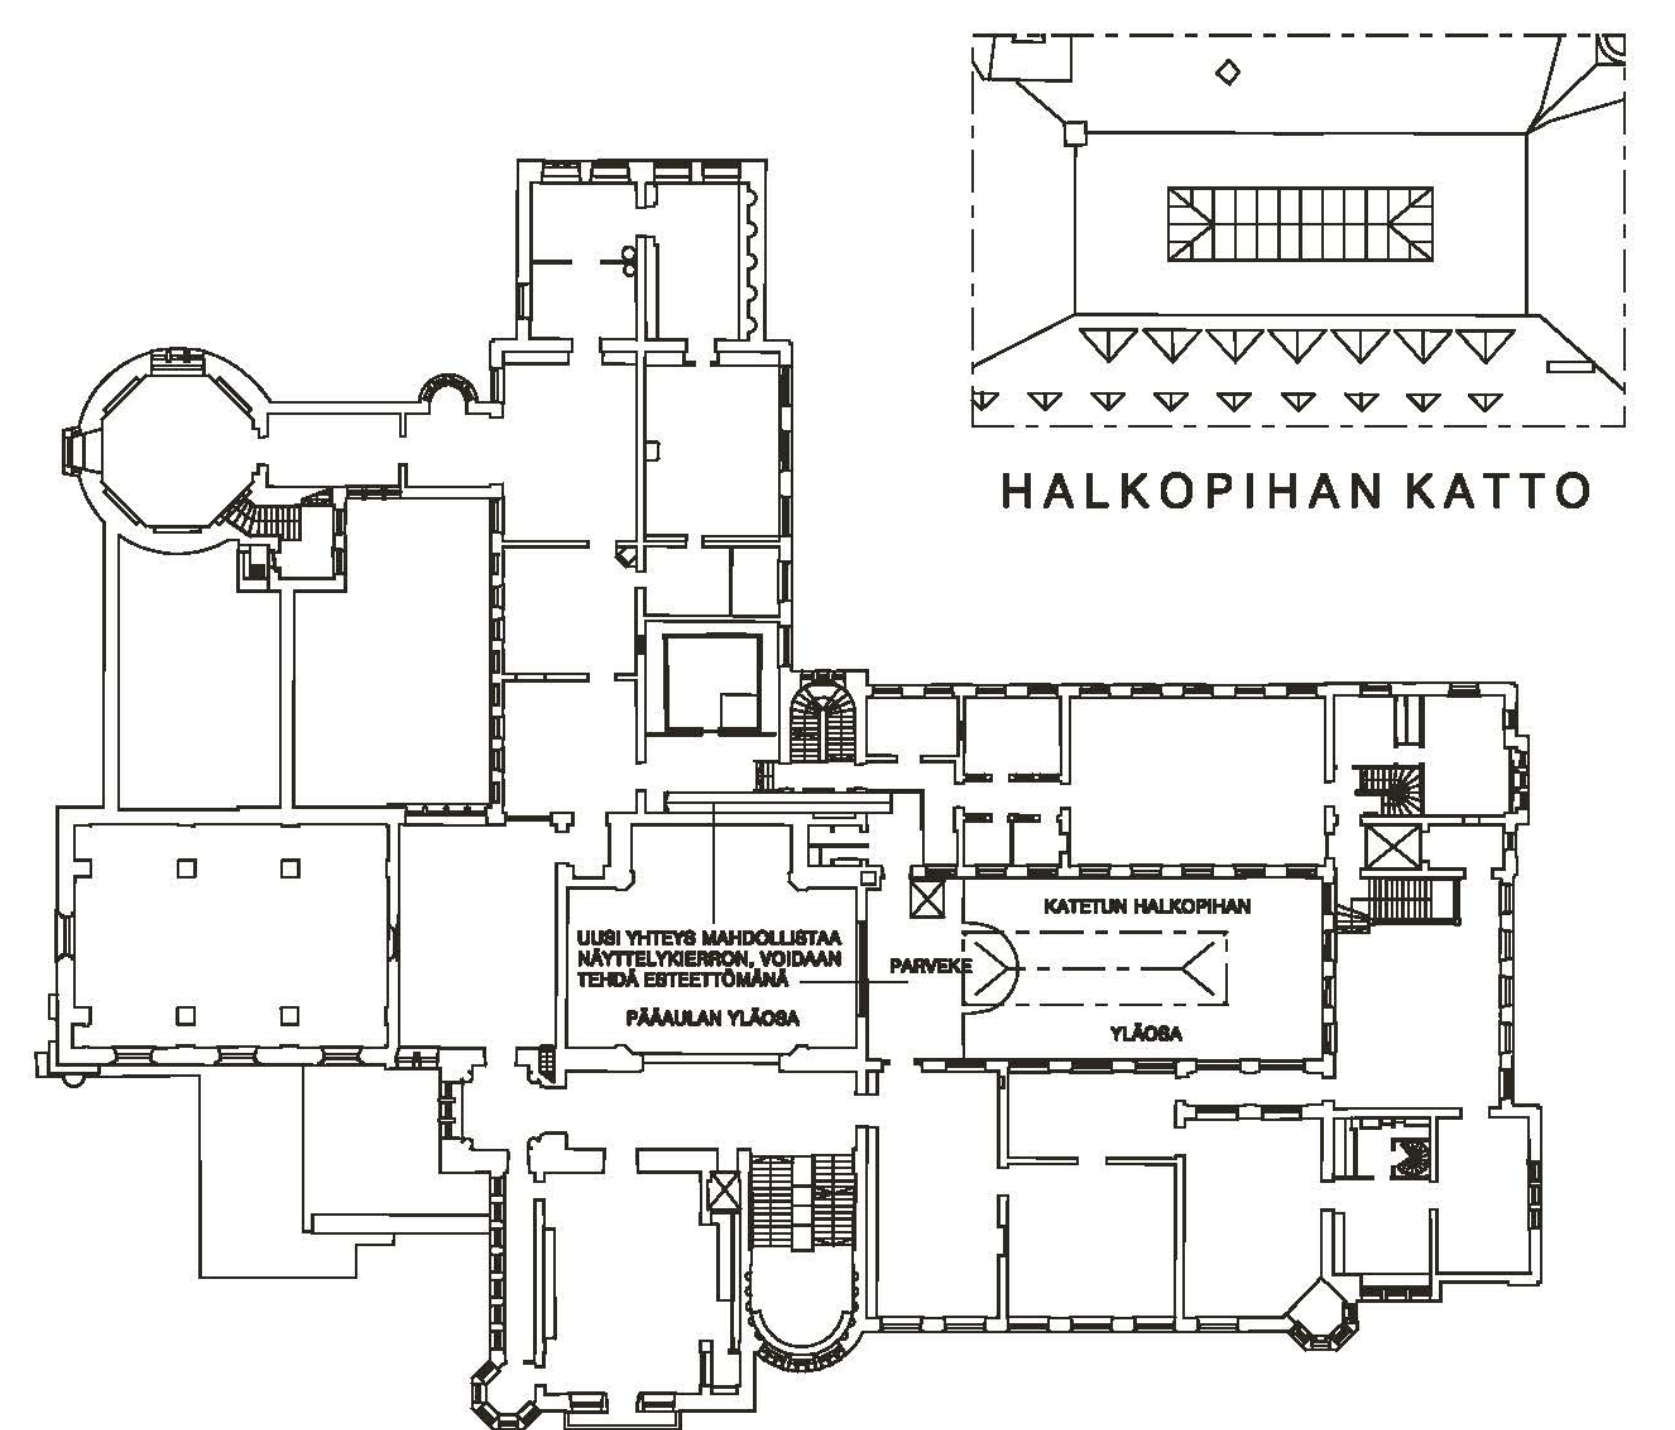 HALKOPIHAN KATTO
KATETUN HALKOPIHAN
UUSI YHTEYS MAHDOLLISTAA
NÄYTTELYKIERRON, VOIDAAN
TEHDÄ ESTEETTÖMÄNÄ
PARVEKE
PÄÄAULAN YLÄOSA
YLÄOSA